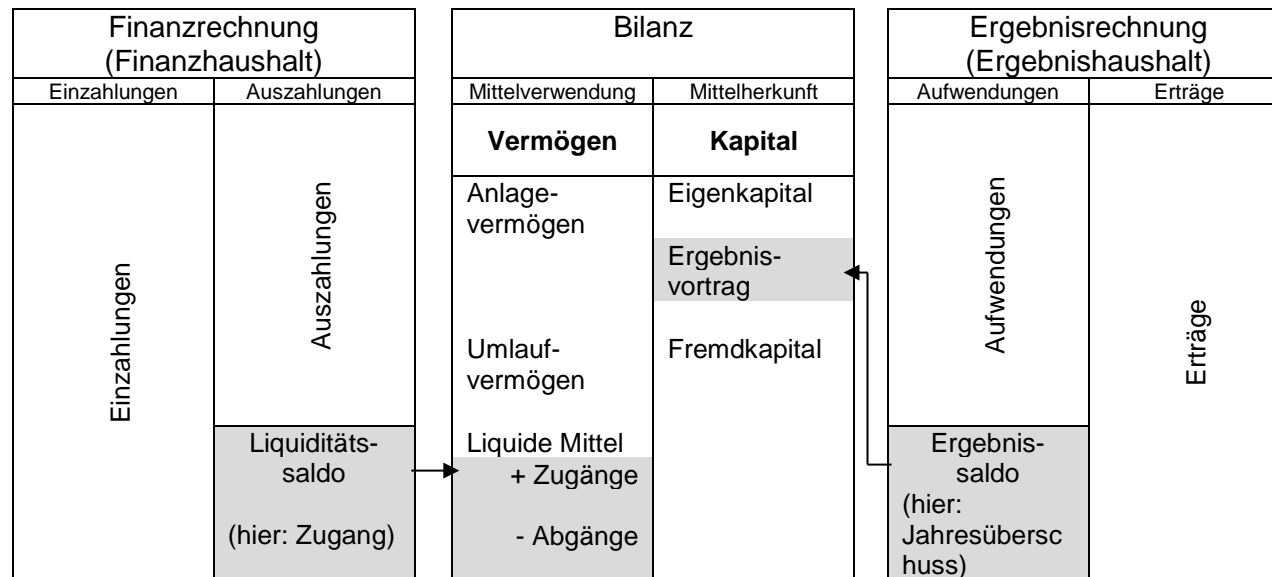 Finanzrechnung
(Finanzhaushalt)
Einzahlungen
Auszahlungen
Einzahlungen
Auszahlungen
Liquiditäts-
saldo
(hier: Zugang)
Bilanz
Mittelverwendung
Mittelherkunft
Vermögen
Kapital
Anlage-
vermögen
Eigenkapital
Ergebnis-
vortrag
Umlauf-
vermögen
Fremdkapital
Liquide Mittel
+ Zugänge
- Abgänge
Ergebnisrechnung
(Ergebnishaushalt)
Aufwendungen
Erträge
Aufwendungen
Erträge
Ergebnis-
saldo
(hier:
Jahresübersc
huss)